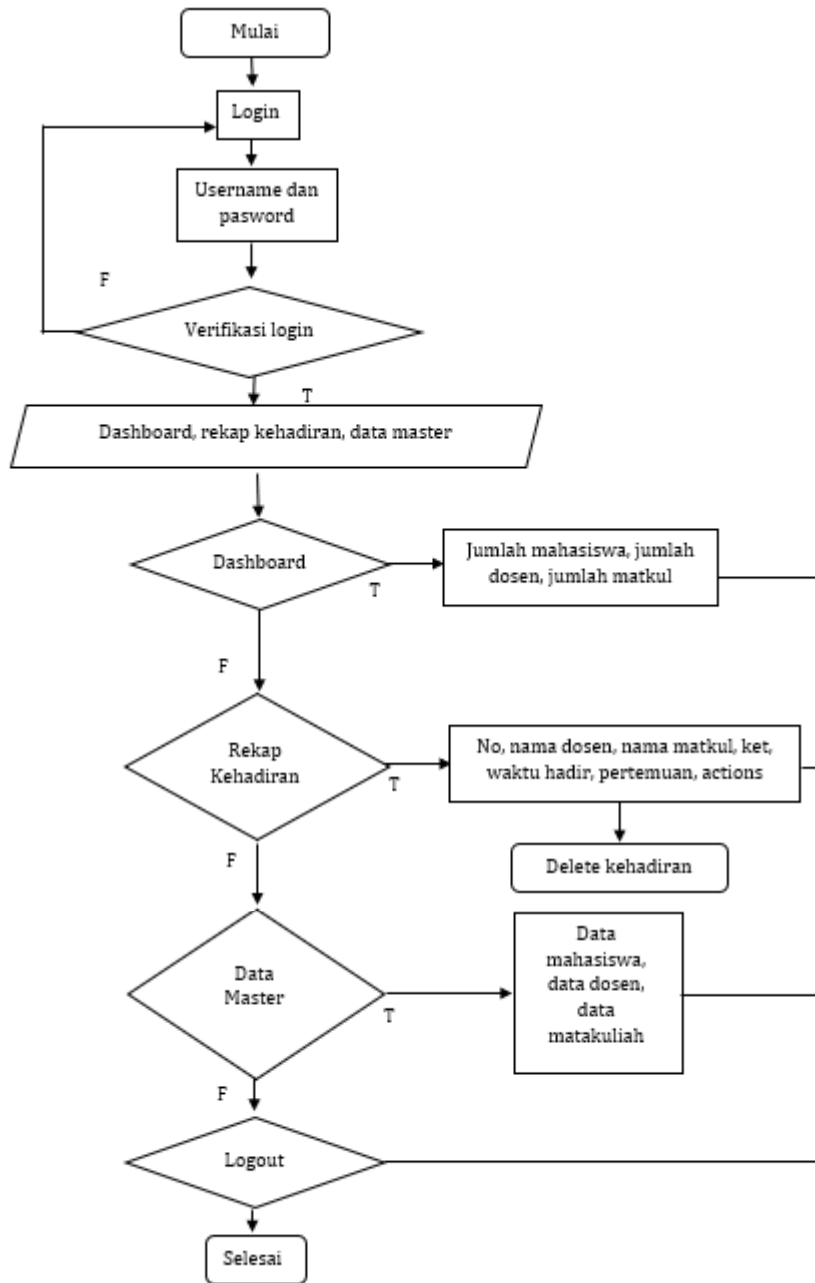 Mulai
Login
Username dan
pasword
F
Verifikasi login
T
Dashboard, rekap kehadiran, data master
Dashboard
T
Jumlah mahasiswa, jumlah
dosen, jumlah matkul
F
Rekap
Kehadiran
T
No, nama dosen, nama matkul, ket,
waktu hadir, pertemuan, actions
F
Delete kehadiran
Data
Master
T
Data
mahasiswa,
data dosen,
data
matakuliah
F
Logout
Selesai